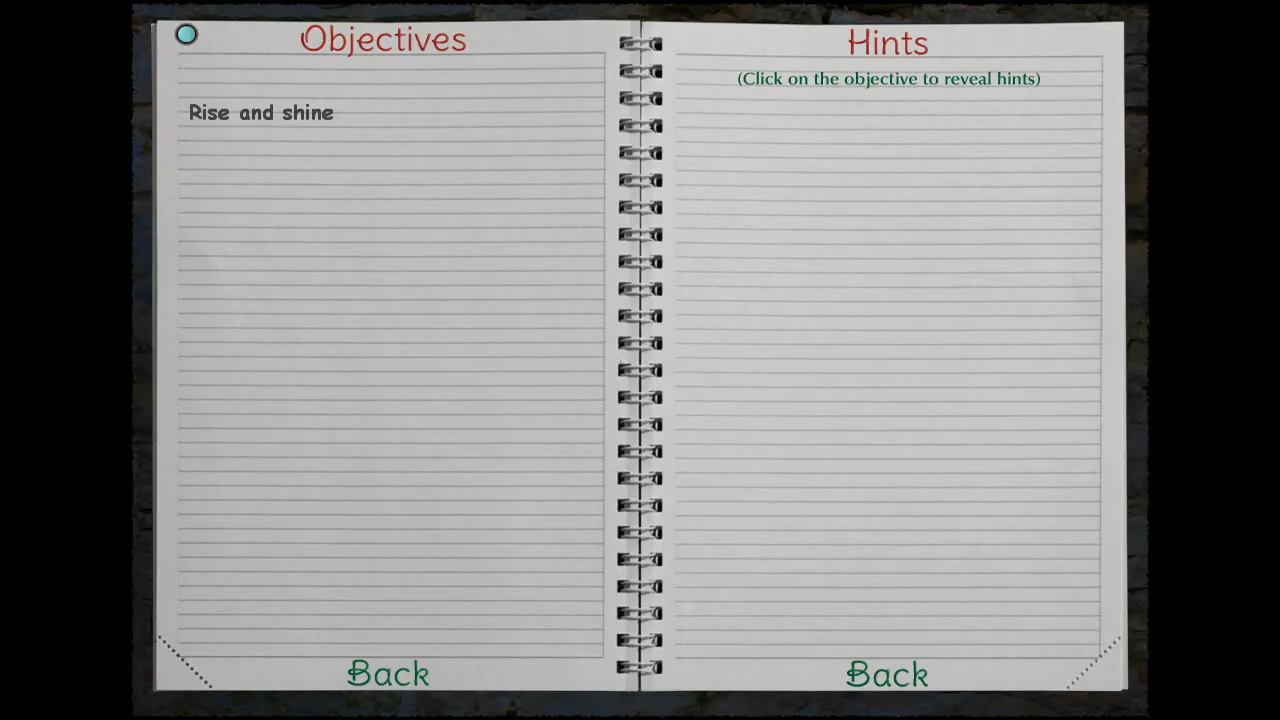 Objectives
Rise and shine
Back
Hints
(Click on the objective to reveal hints)
Back